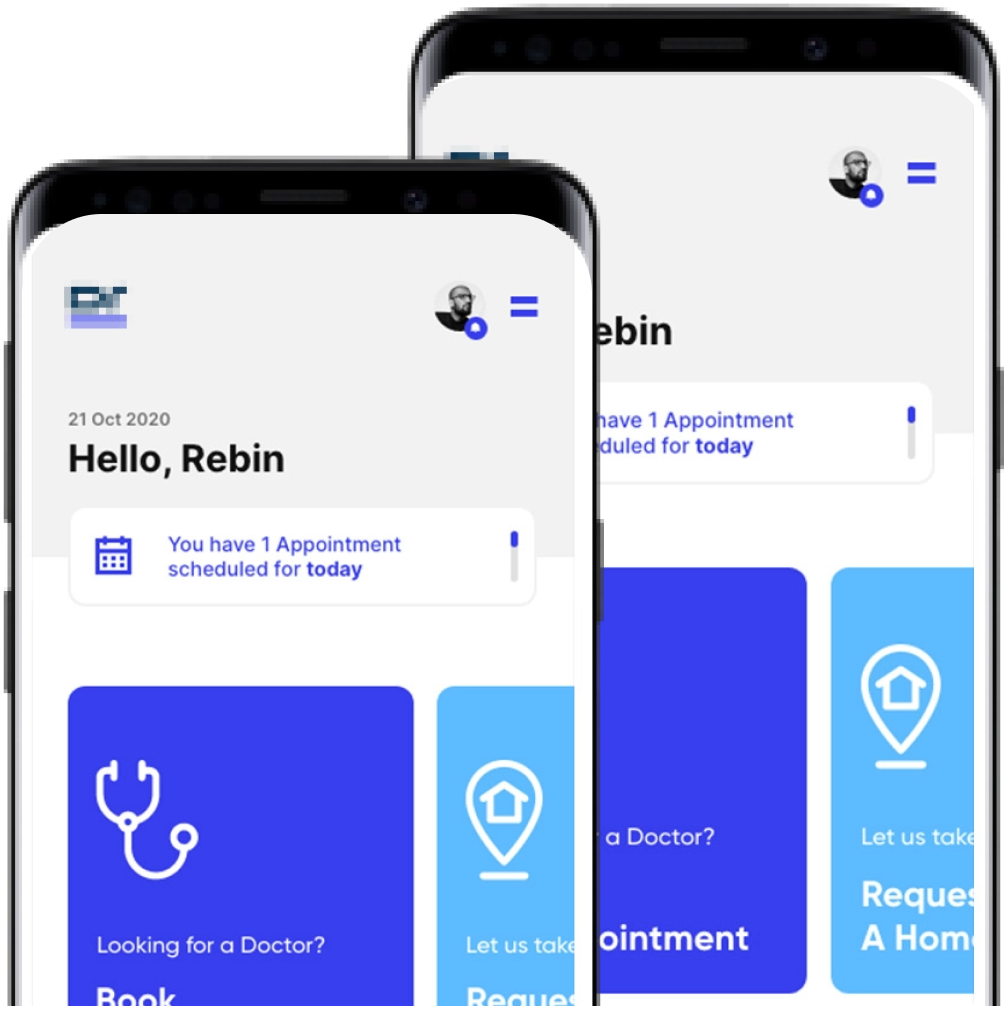 21 Oct 2020
Hello, Rebin
You have 1 Appointment
scheduled for today
Looking for a Doctor?
Book
Let us take
ebin
have 1 Appointment
duled for today
a Doctor?
ointment
Let us take
Reques
A Hom